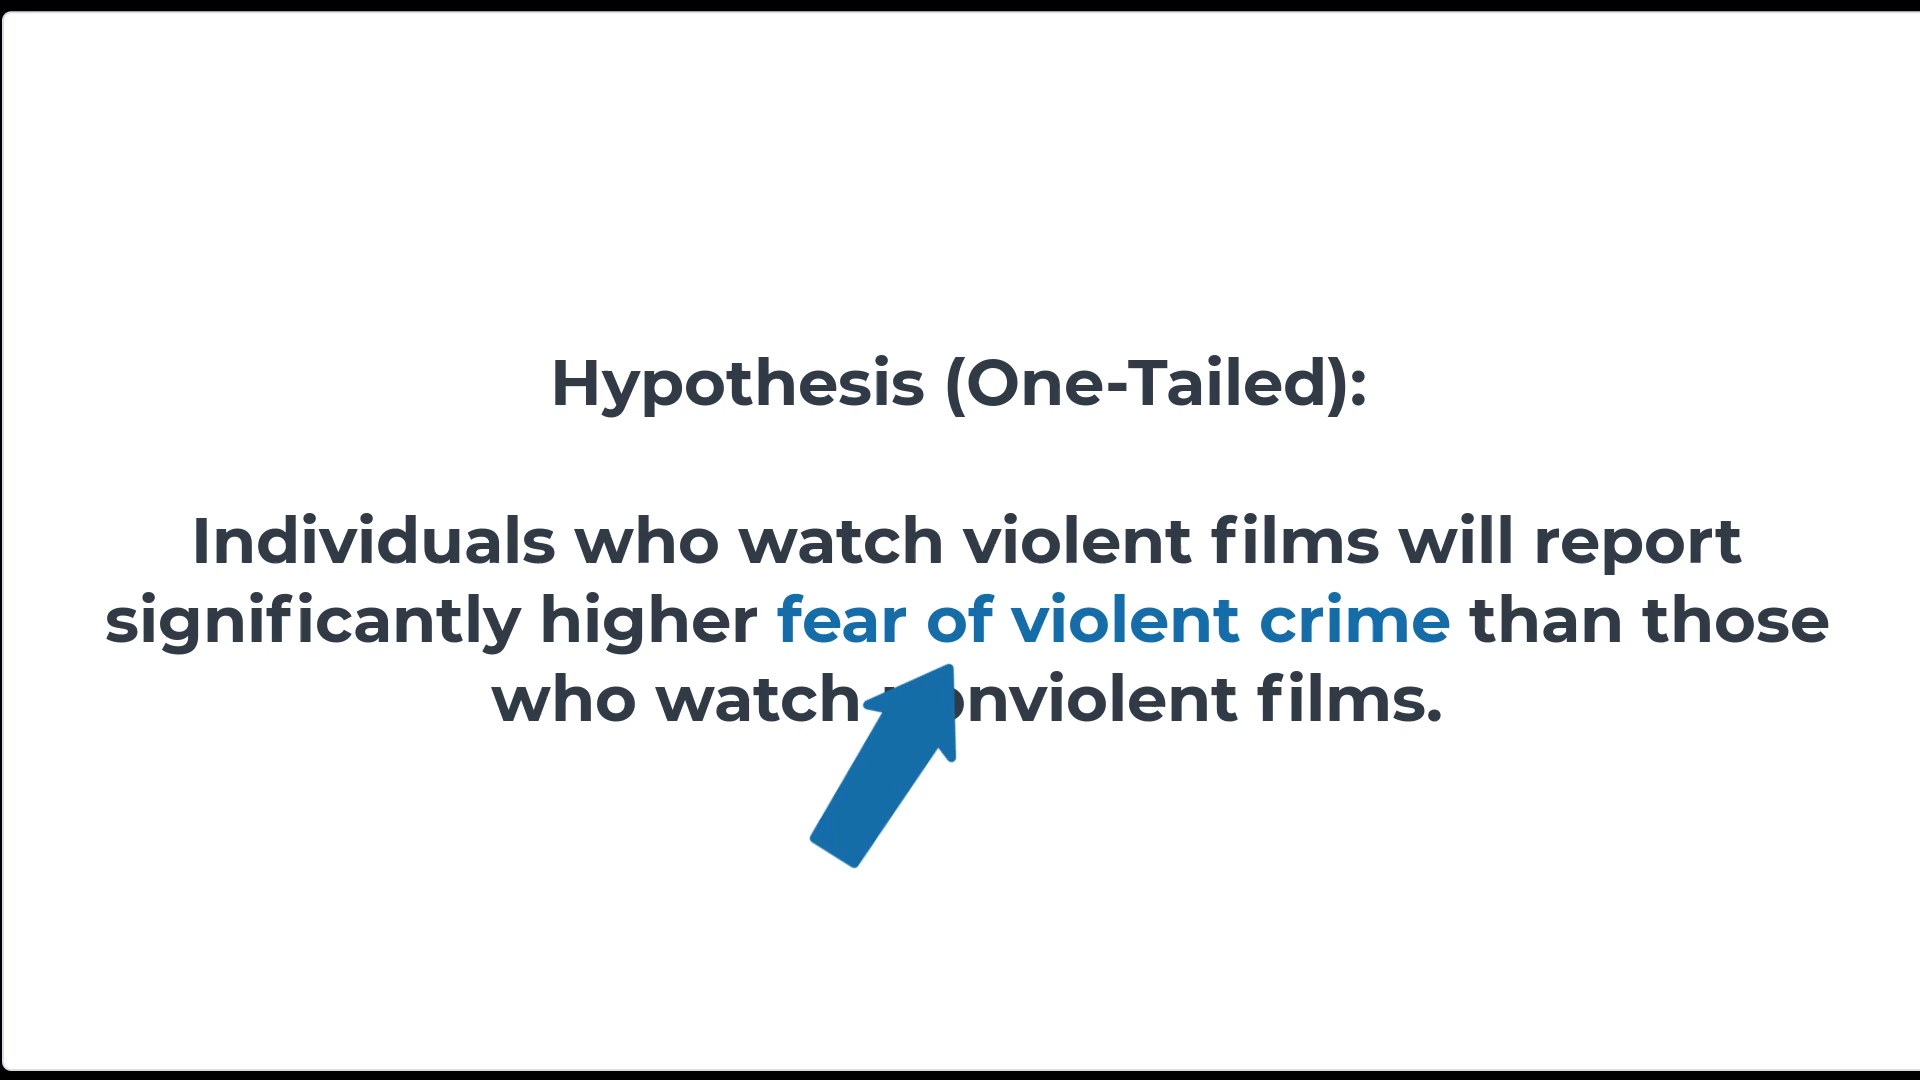 Hypothesis (One-Tailed):
Individuals who watch violent films will report
significantly higher fear of violent crime than those
who watch nonviolent films.